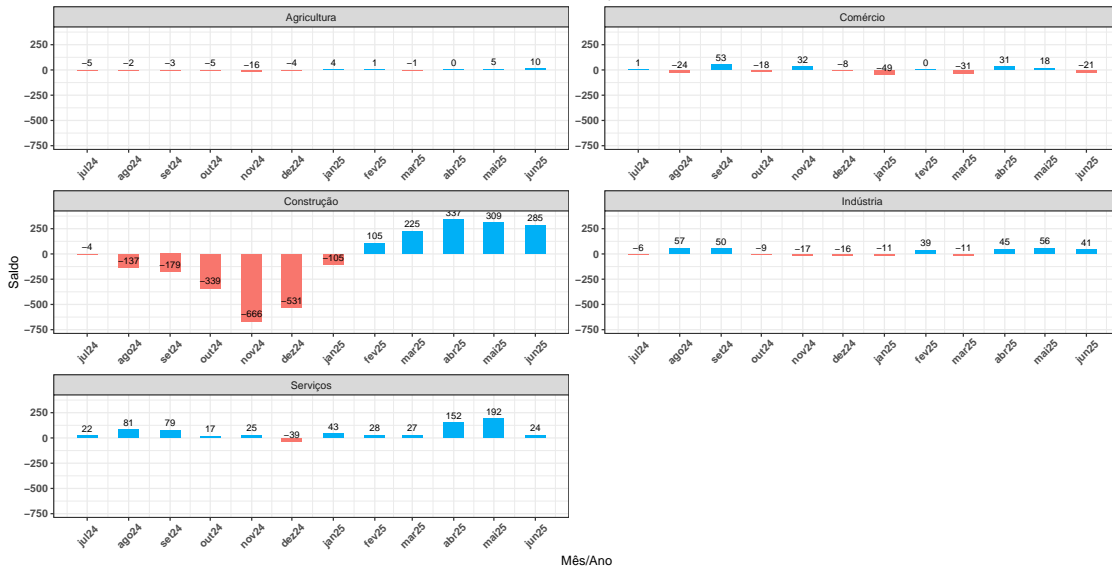 Agricultura
Saldo
250
0
−250
−500
−750
−5 −2 −3 −5 −16 −4 4 1 −1 0 5 10
jul24 ago24 set24 out24 nov24 dez24 jan25 fev25 mar25 abr25 mai25 jun25
Comércio
250
0
−250
−500
−750
1 −24 53 −18 32 −8 −49 0 −31 31 18 −21
jul24 ago24 set24 out24 nov24 dez24 jan25 fev25 mar25 abr25 mai25 jun25
Construção
250
0
−250
−500
−750
−4 −137 −179 −339 −666 −531 −105 105 225 337 309 285
jul24 ago24 set24 out24 nov24 dez24 jan25 fev25 mar25 abr25 mai25 jun25
Indústria
250
0
−250
−500
−750
−6 57 50 −9 −17 −16 −11 39 −11 45 56 41
jul24 ago24 set24 out24 nov24 dez24 jan25 fev25 mar25 abr25 mai25 jun25
Serviços
250
0
−250
−500
−750
22 81 79 17 25 −39 43 28 27 152 192 24
jul24 ago24 set24 out24 nov24 dez24 jan25 fev25 mar25 abr25 mai25 jun25
Mês/Ano